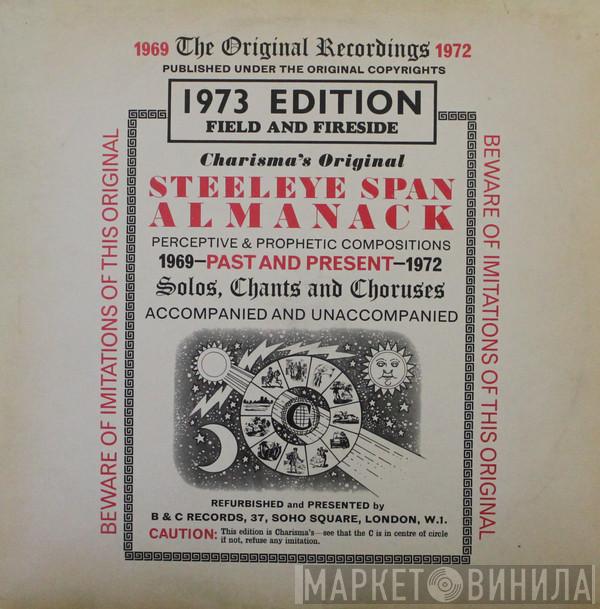 1969 The Original Recordings 1972
PUBLISHED UNDER THE ORIGINAL COPYRIGHTS
1973 EDITION
FIELD AND FIRESIDE
Charisma's Original
STEELEYE SPAN
ALMANACK
PERCEPTIVE & PROPHETIC COMPOSITIONS
1969—PAST AND PRESENT—1972
Solos, Chants and Choruses
ACCOMPANIED AND UNACCOMPANIED
BEWARE OF IMITATIONS OF THIS ORIGINAL
BEWARE OF IMITATIONS OF THIS ORIGINAL
C
REFURBISHED and PRESENTED by
B & C RECORDS, 37, SOHO SQUARE, LONDON, W.1.
CAUTION: This edition is Charisma's—see that the C is in centre of circle
if not, refuse any imitation.
МАРКЕТ ВИНИЛА